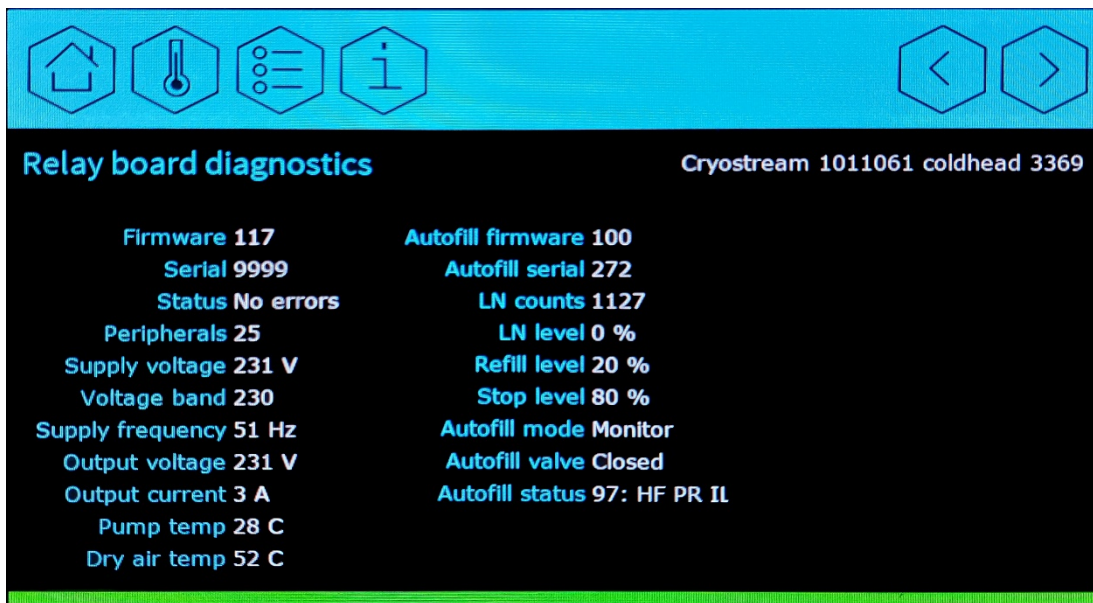 Relay board diagnostics
Cryostream 1011061 coldhead 3369
Firmware 117
Serial 9999
Status No errors
Peripherals 25
Supply voltage 231 V
Voltage band 230
Supply frequency 51 Hz
Output voltage 231 V
Output current 3 A
Pump temp 28 C
Dry air temp 52 C
Autofill firmware 100
Autofill serial 272
LN counts 1127
LN level 0 %
Refill level 20 %
Stop level 80 %
Autofill mode Monitor
Autofill valve Closed
Autofill status 97: HF PR IL